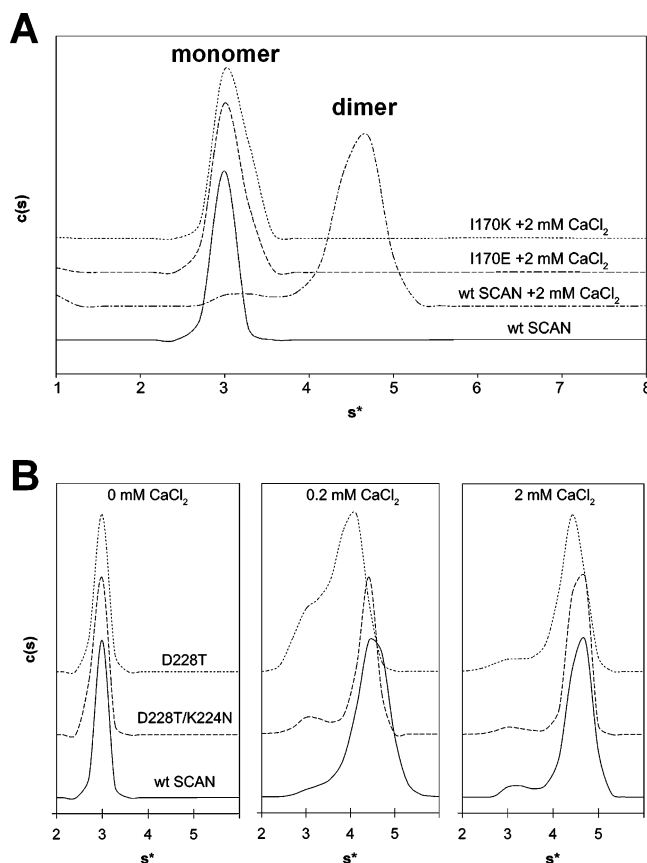 A
monomer
dimer
c(s)
I170K +2 mM CaCl2
I170E +2 mM CaCl2
wt SCAN +2 mM CaCl2
wt SCAN
1 2 3 4 5 6 7 8
s*
B
0 mM CaCl2 0.2 mM CaCl2 2 mM CaCl2
c(s)
D228T
D228T/K224N
wt SCAN
2 3 4 5 2 3 4 5 2 3 4 5
s* s* s*